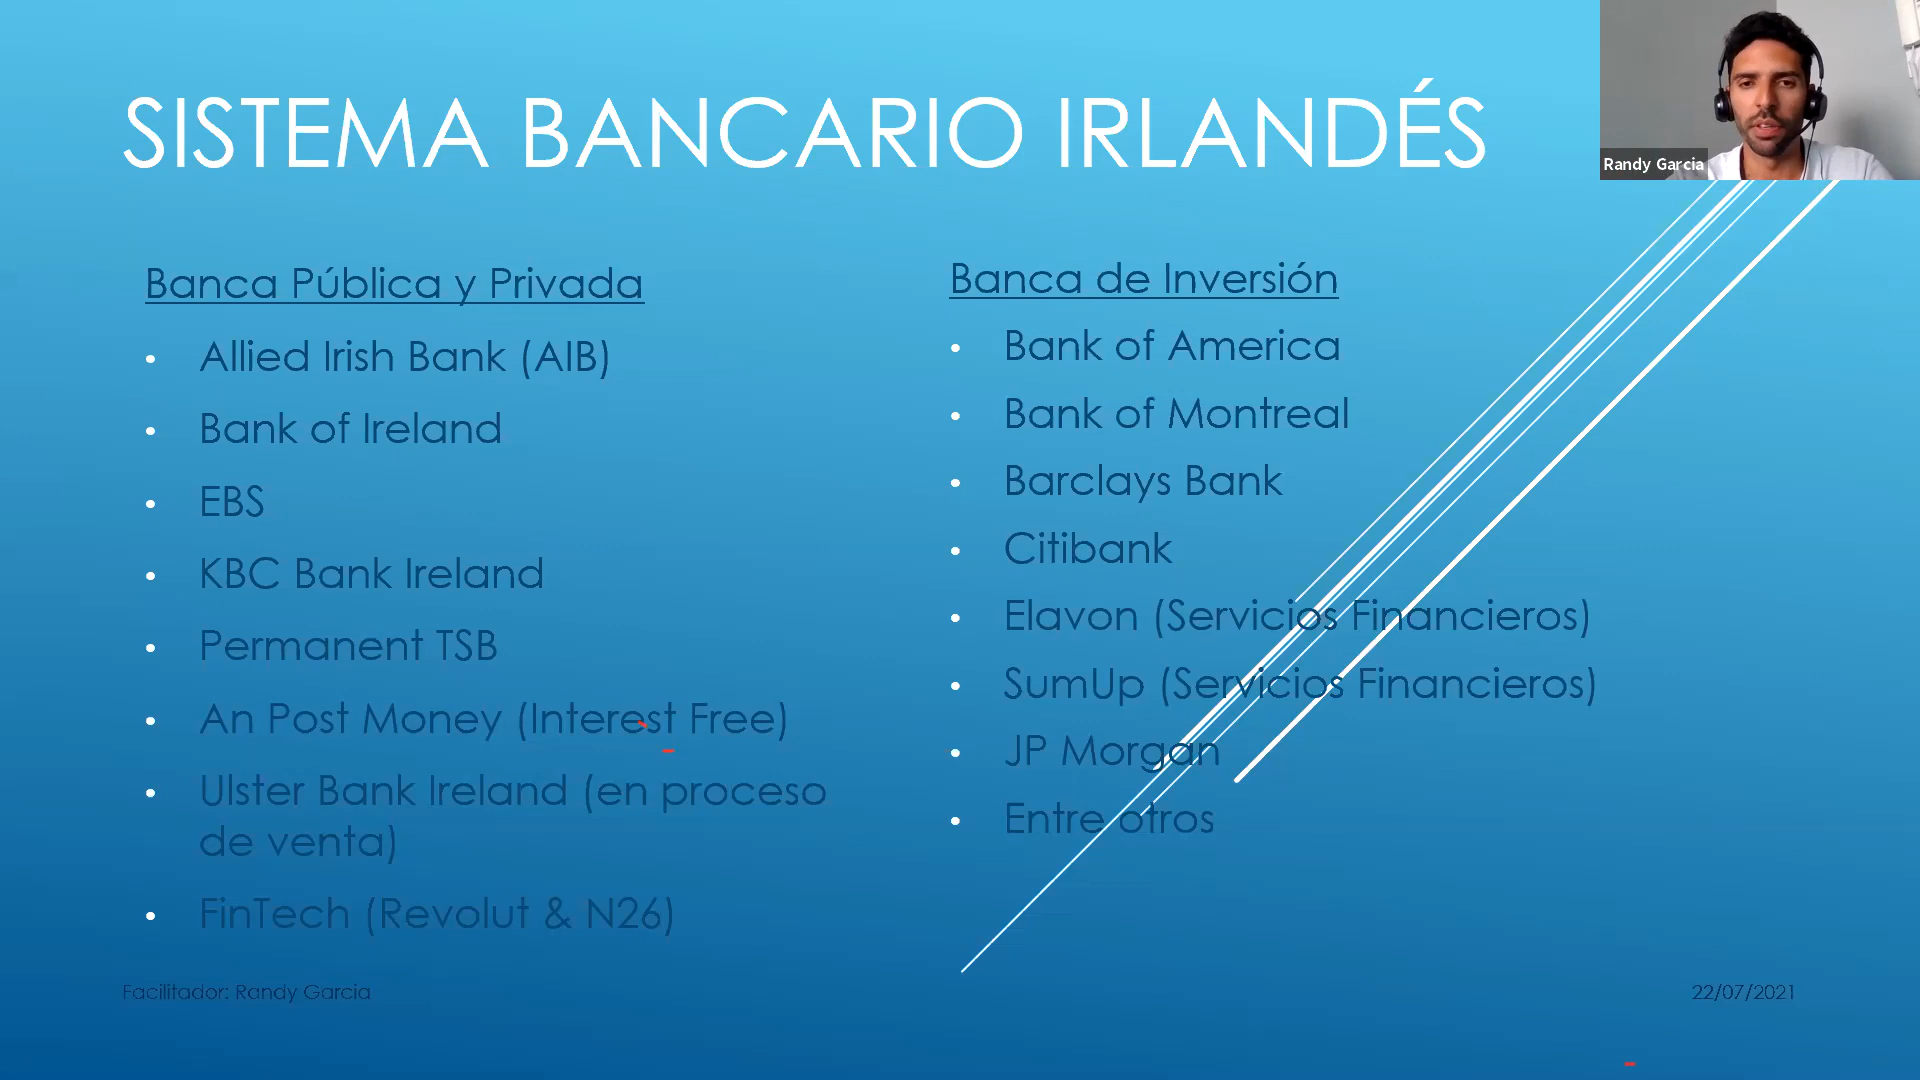 SISTEMA BANCARIO IRLANDÉS
Randy Garcia
Banca Pública y Privada
• Allied Irish Bank (AIB)
• Bank of Ireland
• EBS
• KBC Bank Ireland
• Permanent TSB
• An Post Money (Interest Free)
• Ulster Bank Ireland (en proceso
de venta)
• FinTech (Revolut & N26)
Banca de Inversión
• Bank of America
• Bank of Montreal
• Barclays Bank
• Citibank
• Elavon (Servicios Financieros)
• SumUp (Servicios Financieros)
• JP Morgan
• Entre otros
Facilitador: Randy Garcia
22/07/2021